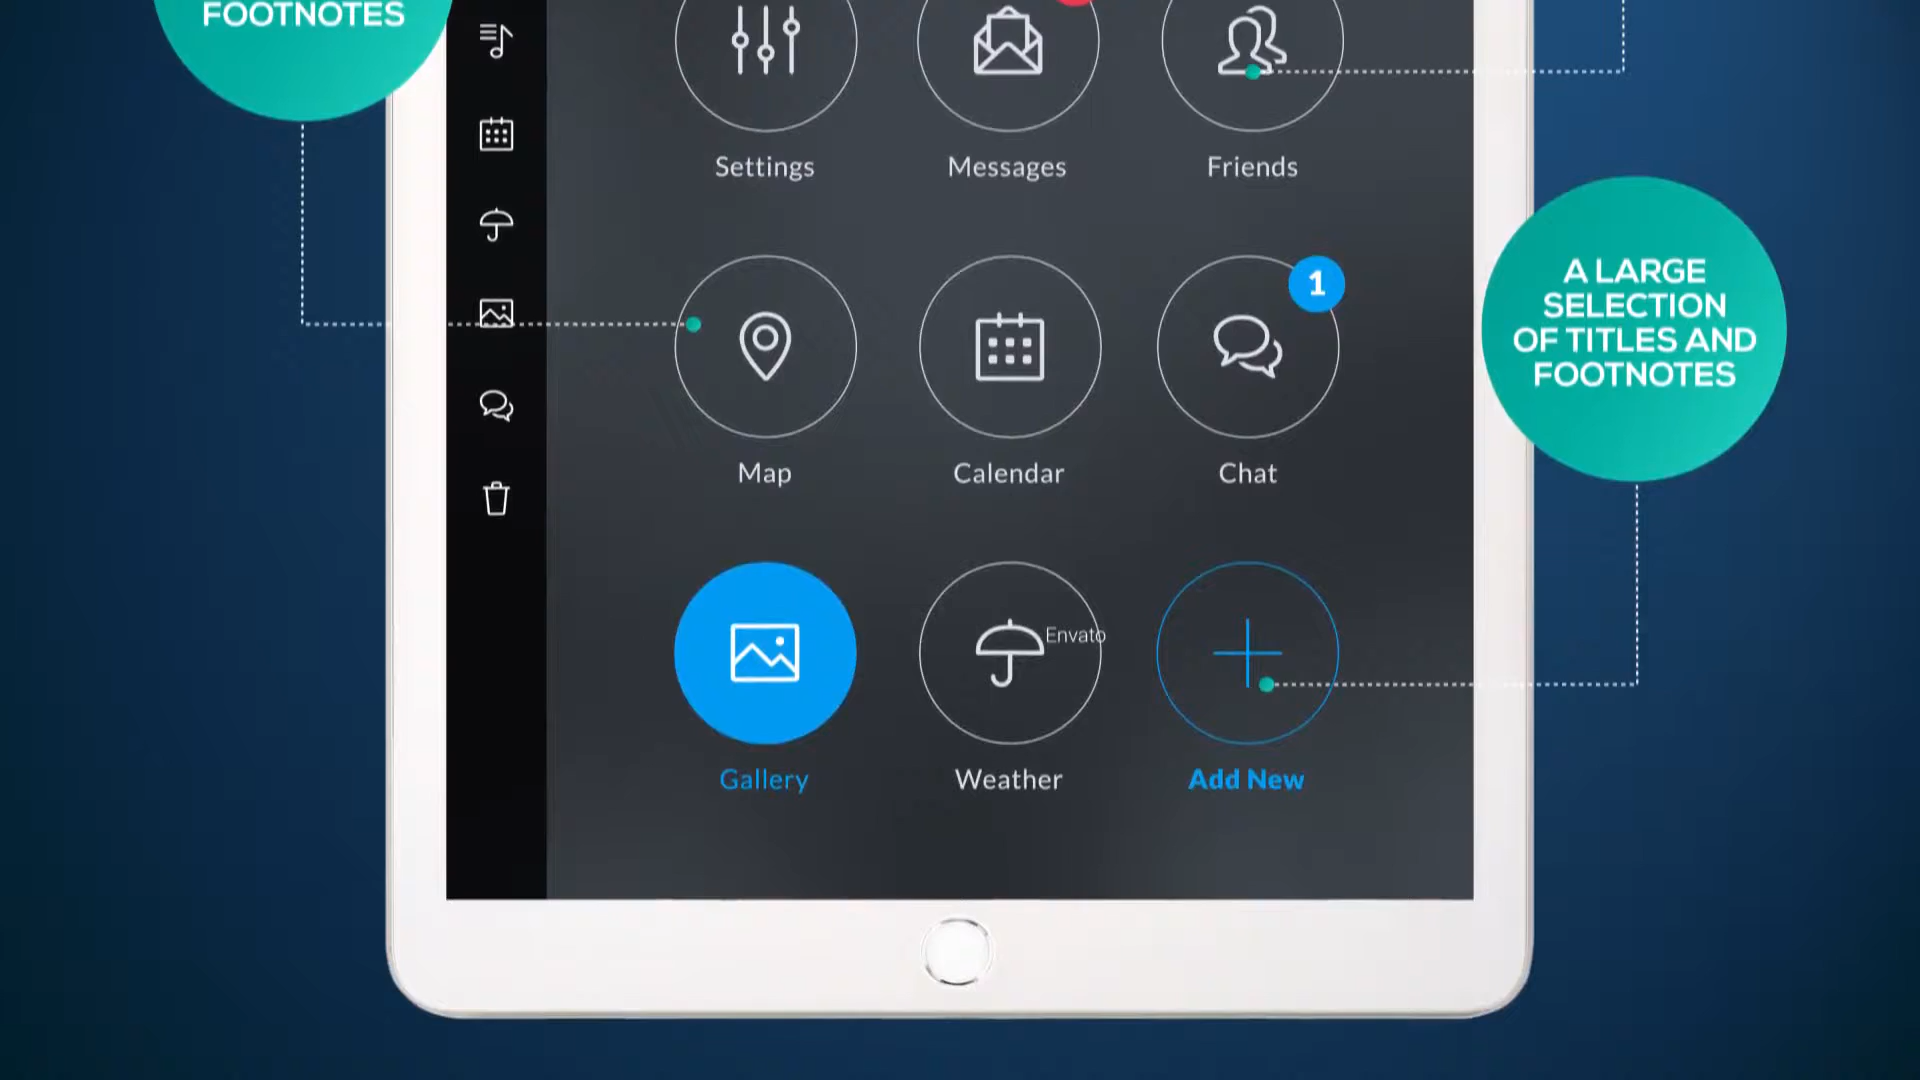 FOOTNOTES
Settings
Messages
Friends
1
A LARGE
SELECTION
OF TITLES AND
FOOTNOTES
Map
Calendar
Chat
Envato
Gallery
Weather
Add New